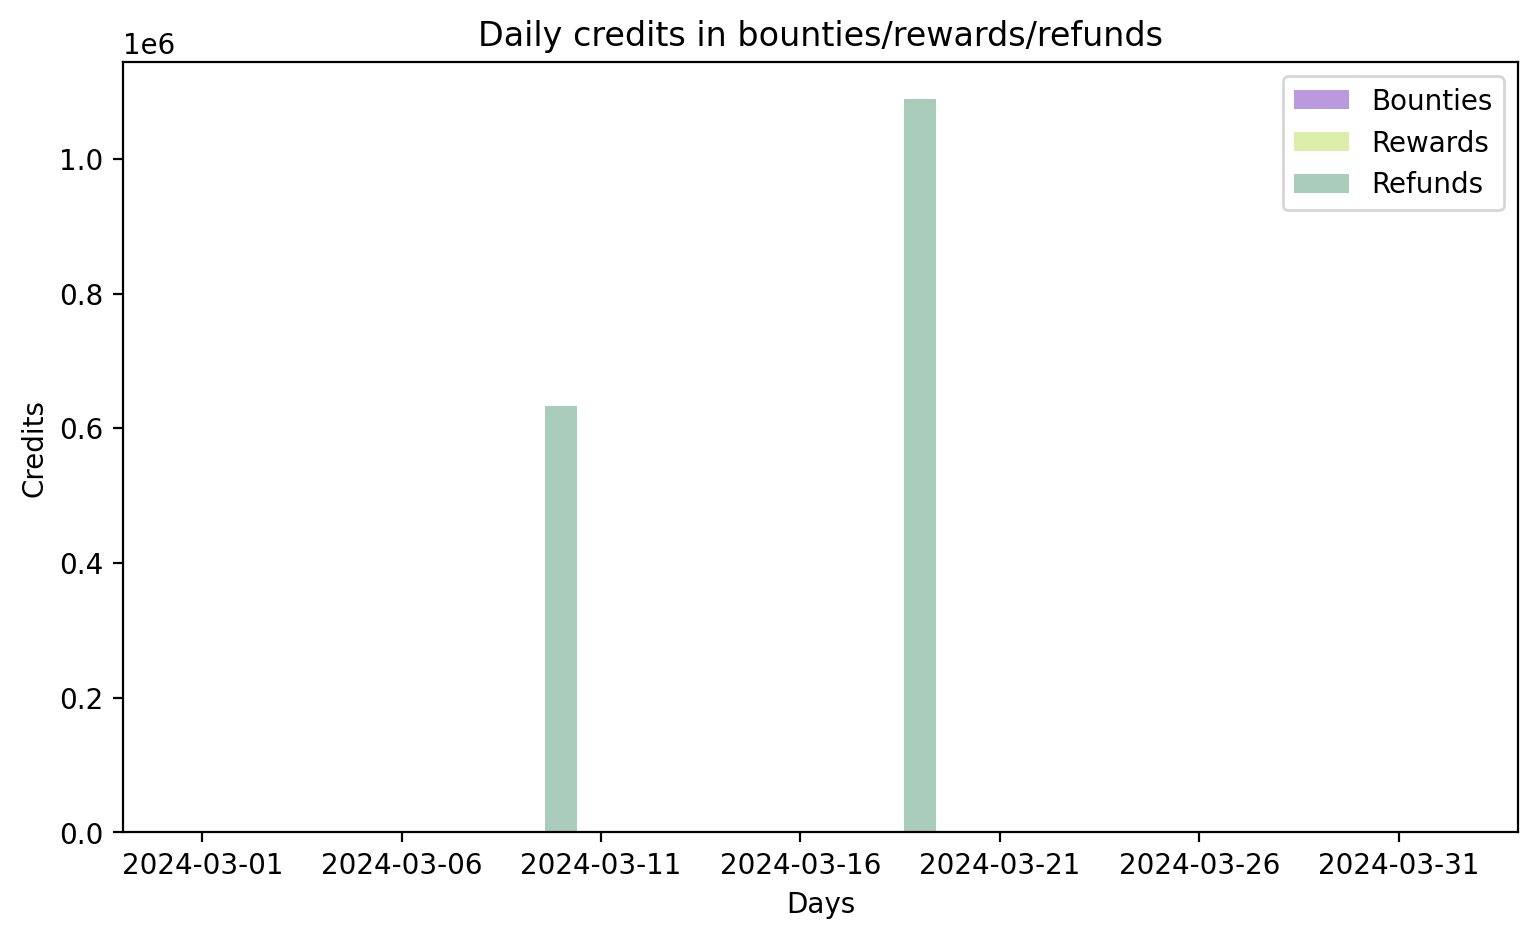 Daily credits in bounties/rewards/refunds
1e6
Bounties
Rewards
Refunds
1.0
0.8
0.6
0.4
0.2
0.0
Credits
2024-03-01 2024-03-06 2024-03-11 2024-03-16 2024-03-21 2024-03-26 2024-03-31
Days